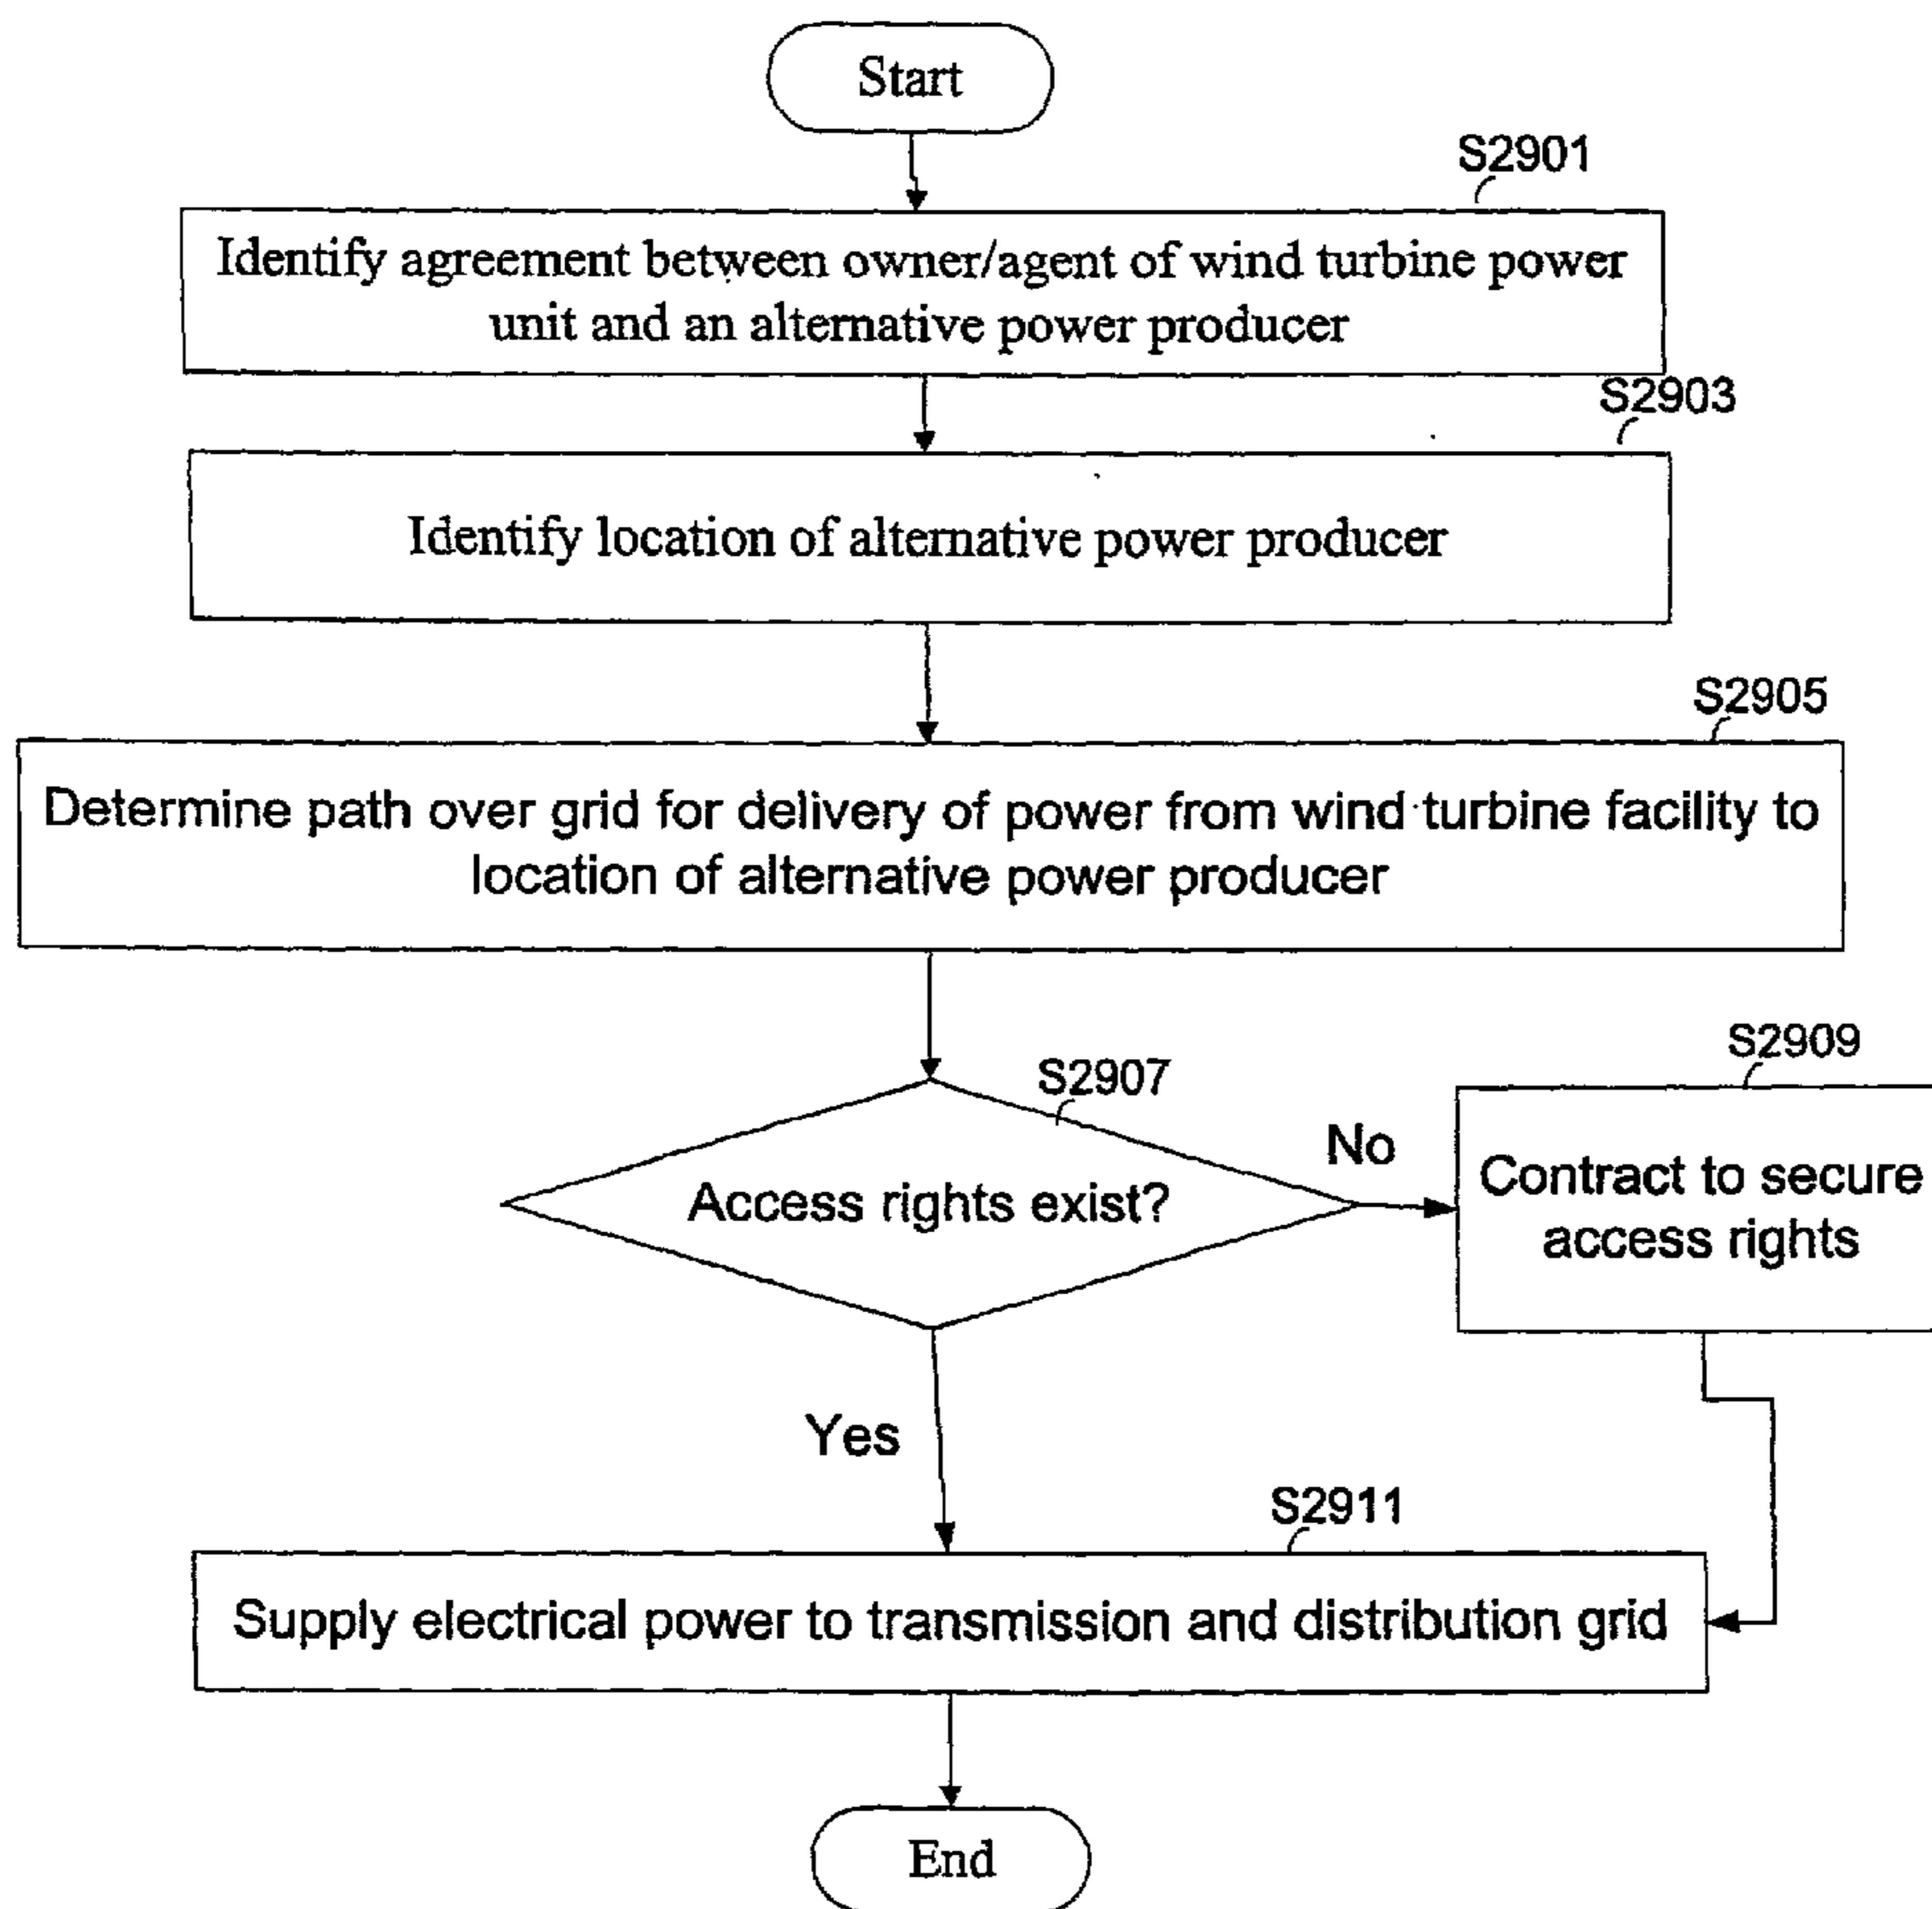 Start
S2901
Identify agreement between owner/agent of wind turbine power
unit and an alternative power producer
S2903
Identify location of alternative power producer
S2905
Determine path over grid for delivery of power from wind turbine facility to
location of alternative power producer
S2907
Access rights exist?
No
S2909
Contract to secure
access rights
Yes
S2911
Supply electrical power to transmission and distribution grid
End